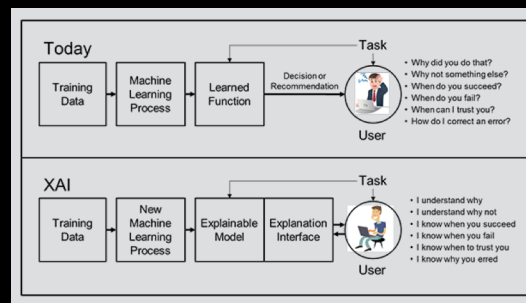 Today
Task
Training
Data
Machine
Learning
Process
Learned
Function
Decision or
Recommendation
User
• Why did you do that?
• Why not something else?
• When do you succeed?
• When do you fail?
• When can I trust you?
• How do I correct an error?
XAI
Task
Training
Data
New
Machine
Learning
Process
Explainable
Model
Explanation
Interface
User
• I understand why
• I understand why not
• I know when you succeed
• I know when you fail
• I know when to trust you
• I know why you erred